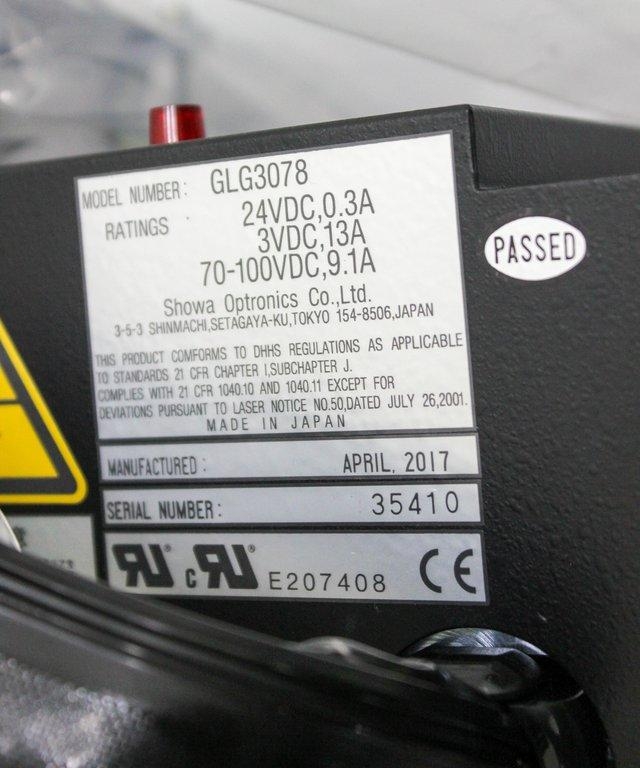 MODEL NUMBER: GLG3078
RATINGS : 24VDC,0.3A
3VDC,13A
70-100VDC,9.1A
Showa Optronics Co.,Ltd.
3-5-3 SHINMACHI,SETAGAYA-KU,TOKYO 154-8506,JAPAN
THIS PRODUCT COMFORMS TO DHHS REGULATIONS AS APPLICABLE
TO STANDARDS 21 CFR CHAPTER I,SUBCHAPTER J.
COMPLIES WITH 21 CFR 1040.10 AND 1040.11 EXCEPT FOR
DEVIATIONS PURSUANT TO LASER NOTICE NO.50,DATED JULY 26,2001.
MADE IN JAPAN
MANUFACTURED : APRIL, 2017
SERIAL NUMBER : 35410
RU® c RU® E207408 CE
PASSED